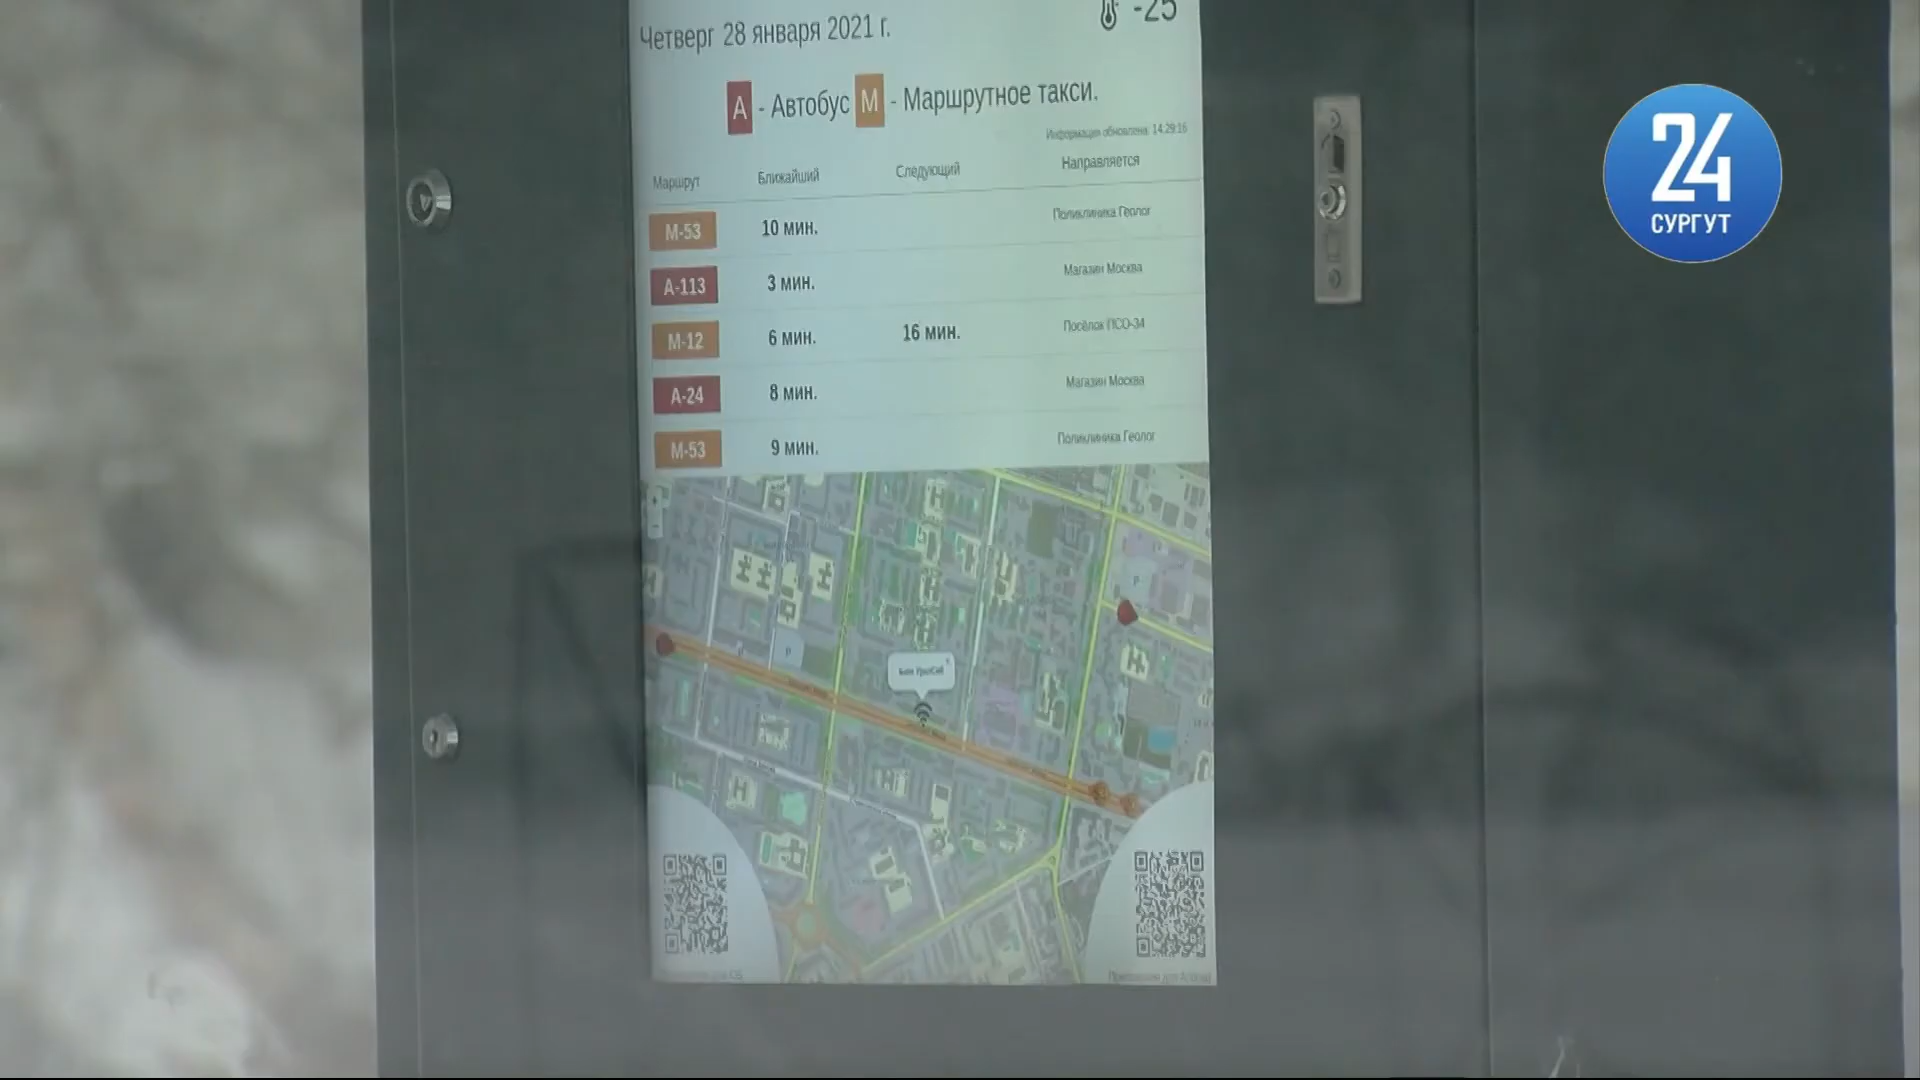 Четверг 28 января 2021 г.
-25
А - Автобус М - Маршрутное такси.
Информация обновлена: 14:29:16
Маршрут Ближайший Следующий Направляется
М-53 10 мин. Поликлиника Геолог
А-113 3 мин. Магазин Москва
М-12 6 мин. 16 мин. Посёлок ПСО-34
А-24 8 мин. Магазин Москва
М-53 9 мин. Поликлиника Геолог
P
P
24
СУРГУТ